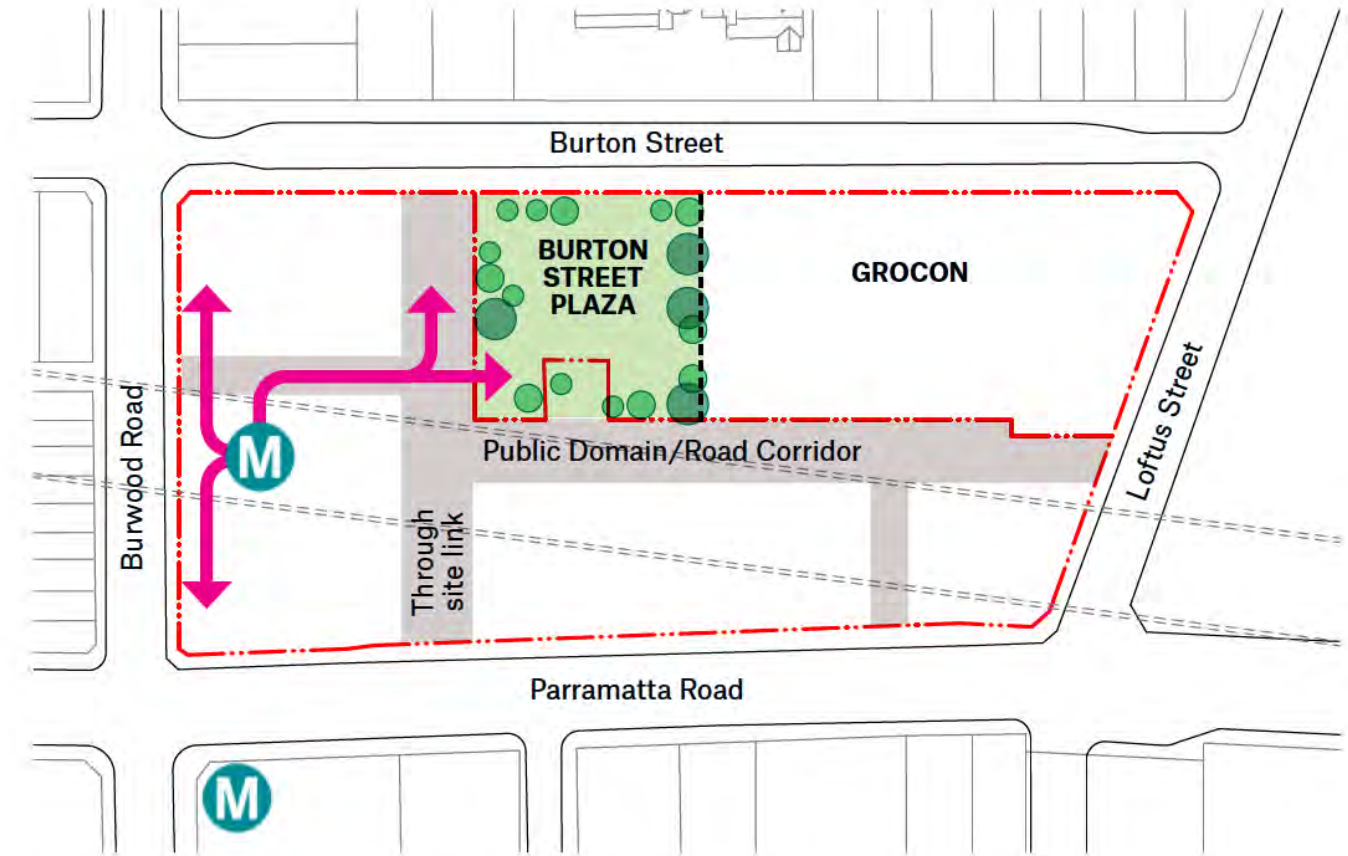 Burton Street
BURTON
STREET
PLAZA
GROCON
Burwood Road
M
Public Domain/Road Corridor
Loftus Street
Through
site link
Parramatta Road
M